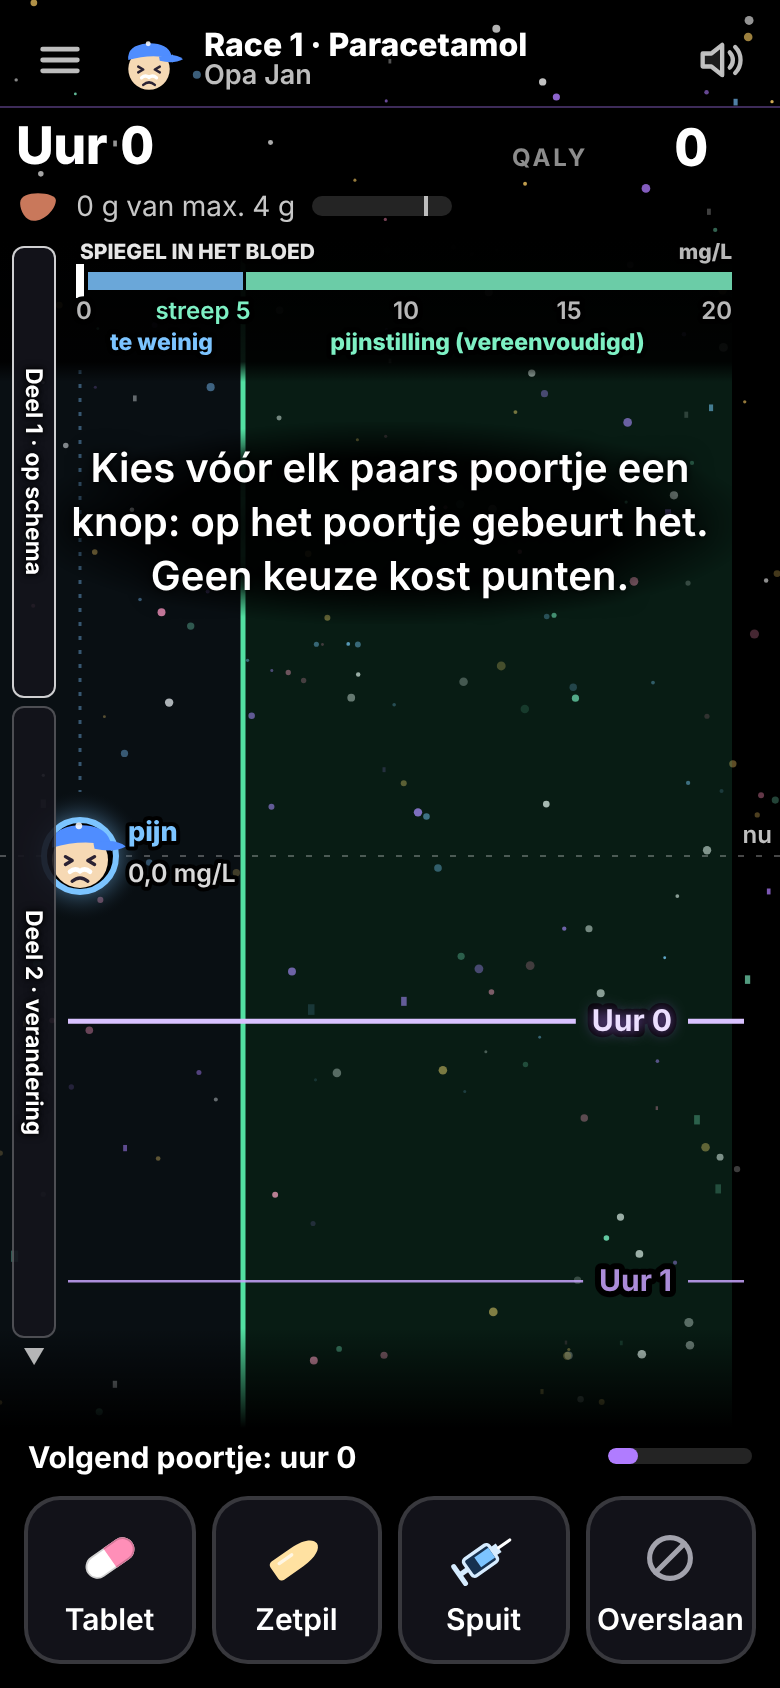 Race 1 · Paracetamol
Opa Jan
Uur 0
QALY 0
0 g van max. 4 g
SPIEGEL IN HET BLOED mg/L
0 streep 5 10 15 20
te weinig pijnstilling (vereenvoudigd)
Deel 1 · op schema
Kies vóór elk paars poortje een
knop: op het poortje gebeurt het.
Geen keuze kost punten.
pijn
nu
0,0 mg/L
Deel 2 · verandering
Uur 0
Uur 1
Volgend poortje: uur 0
Tablet Zetpil Spuit Overslaan